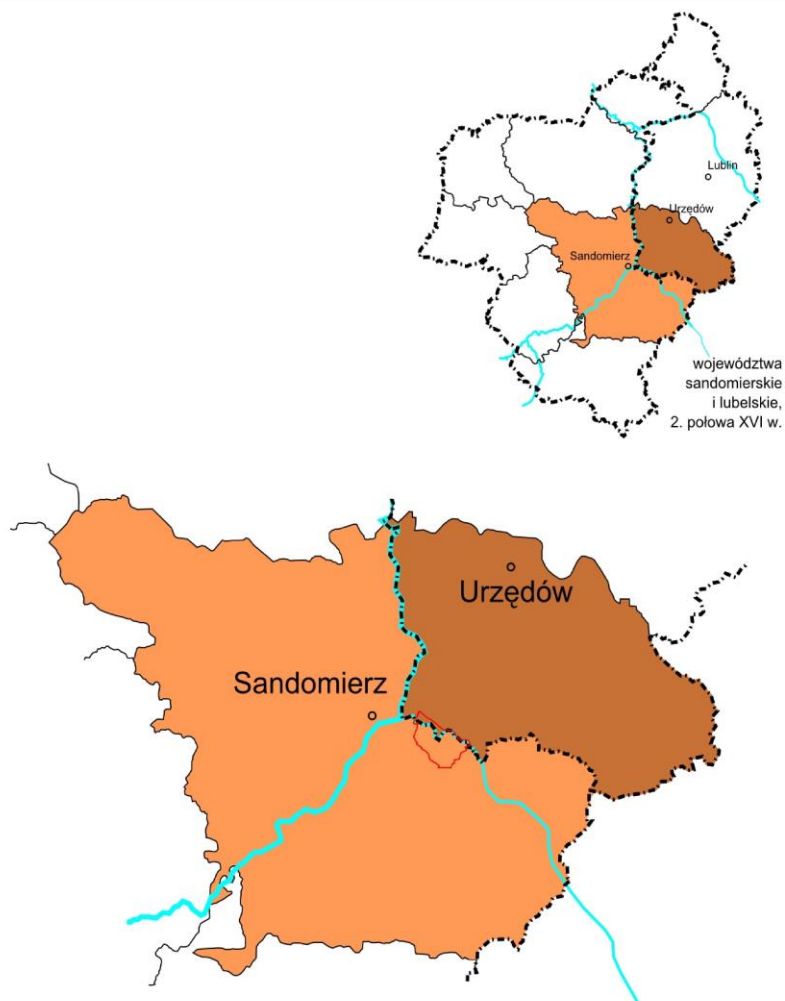 Lublin
Urzędów
Sandomierz
województwa
sandomierskie
i lubelskie,
2. połowa XVI w.
Urzędów
Sandomierz